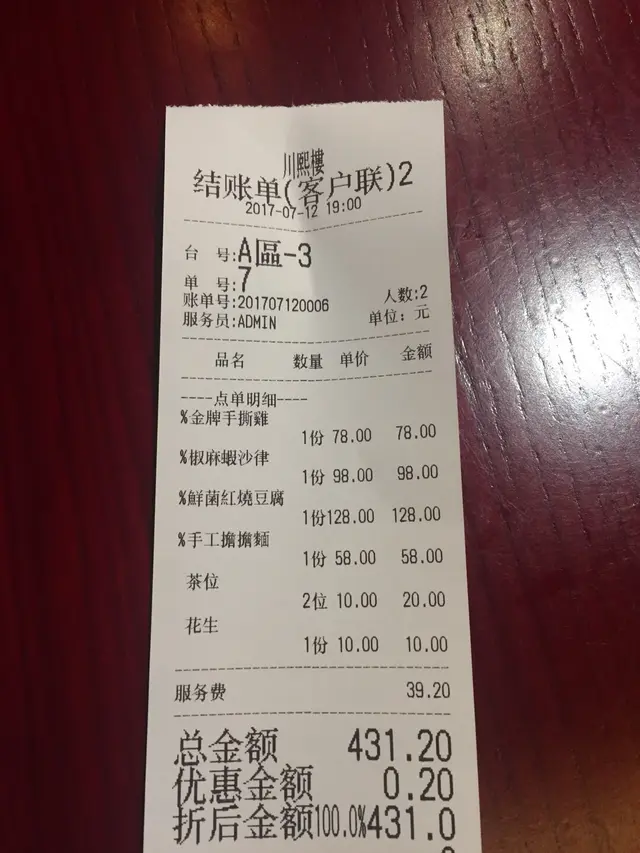 川熙樓
结账单(客户联)2
2017-07-12 19:00
台 号:A區-3
单 号:7
账单号:201707120006 人数:2
服务员:ADMIN 单位: 元
品名 数量 单价 金额
----点单明细----
%金牌手撕雞
1份 78.00 78.00
%椒麻蝦沙律
1份 98.00 98.00
%鮮菌紅燒豆腐
1份128.00 128.00
%手工擔擔麵
1份 58.00 58.00
茶位
2位 10.00 20.00
花生
1份 10.00 10.00
服务费 39.20
总金额 431.20
优惠金额 0.20
折后金额100.0%431.0